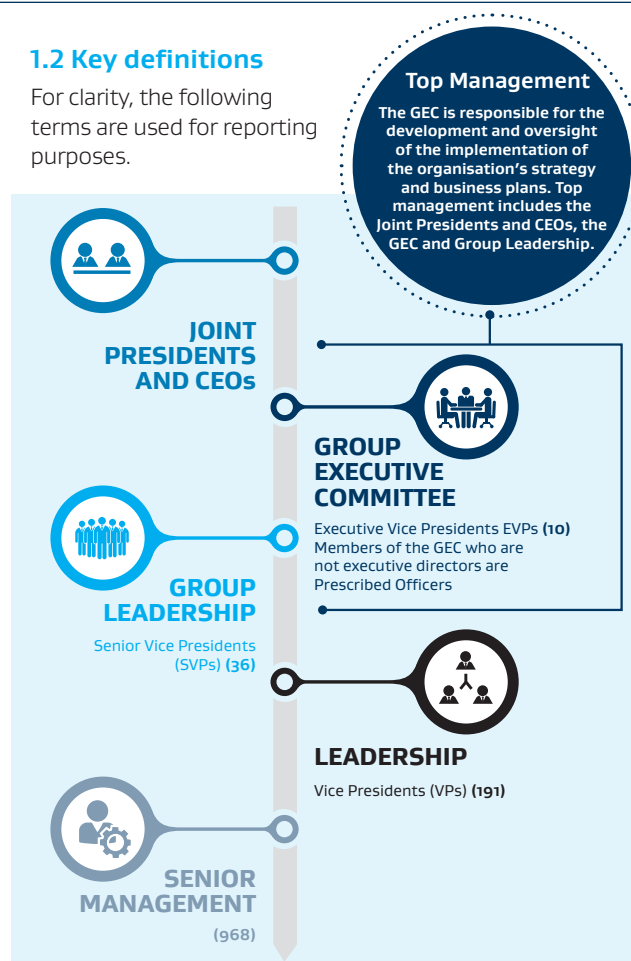 1.2 Key definitions
For clarity, the following
terms are used for reporting
purposes.
Top Management
The GEC is responsible for the
development and oversight
of the implementation of
the organisation's strategy
and business plans. Top
management includes the
Joint Presidents and CEOs, the
GEC and Group Leadership.
JOINT
PRESIDENTS
AND CEOs
GROUP
EXECUTIVE
COMMITTEE
Executive Vice Presidents EVPs (10)
Members of the GEC who are
not executive directors are
Prescribed Officers
GROUP
LEADERSHIP
Senior Vice Presidents
(SVPs) (36)
LEADERSHIP
Vice Presidents (VPs) (191)
SENIOR
MANAGEMENT
(968)